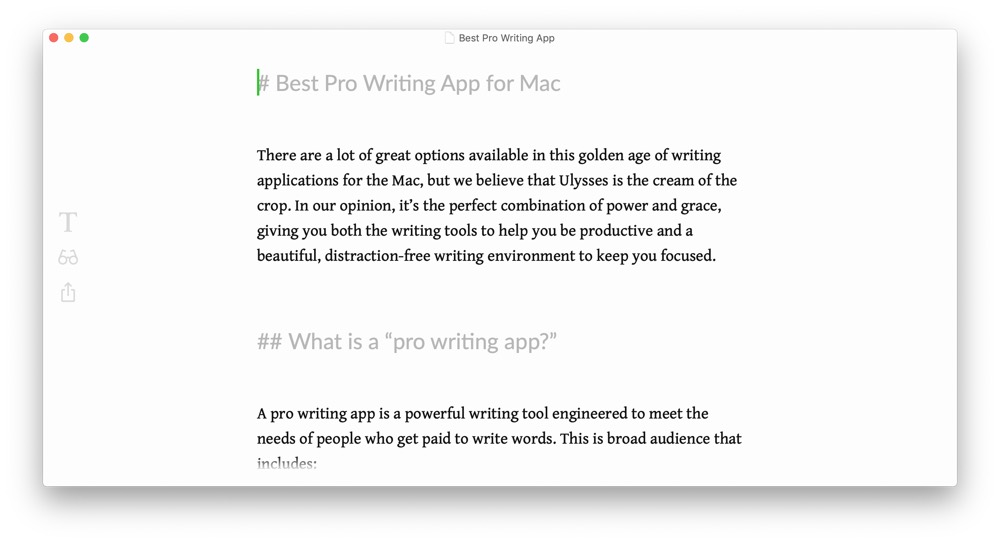 Best Pro Writing App
# Best Pro Writing App for Mac
There are a lot of great options available in this golden age of writing
applications for the Mac, but we believe that Ulysses is the cream of the
crop. In our opinion, it’s the perfect combination of power and grace,
giving you both the writing tools to help you be productive and a
beautiful, distraction-free writing environment to keep you focused.
## What is a “pro writing app?”
A pro writing app is a powerful writing tool engineered to meet the
needs of people who get paid to write words. This is broad audience that
includes:
T